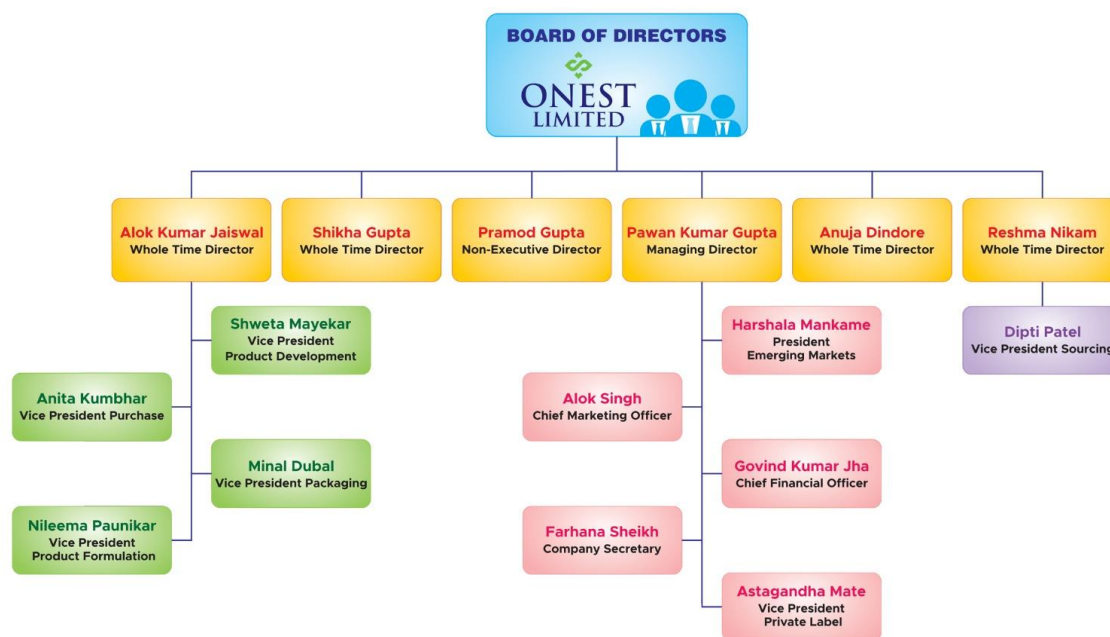 BOARD OF DIRECTORS
ONEST
LIMITED
Alok Kumar Jaiswal
Whole Time Director
Shikha Gupta
Whole Time Director
Pramod Gupta
Non-Executive Director
Pawan Kumar Gupta
Managing Director
Anuja Dindore
Whole Time Director
Reshma Nikam
Whole Time Director
Shweta Mayekar
Vice President
Product Development
Anita Kumbhar
Vice President Purchase
Minal Dubal
Vice President Packaging
Nileema Paunikar
Vice President
Product Formulation
Harshala Mankame
President
Emerging Markets
Alok Singh
Chief Marketing Officer
Govind Kumar Jha
Chief Financial Officer
Farhana Sheikh
Company Secretary
Astagandha Mate
Vice President
Private Label
Dipti Patel
Vice President Sourcing